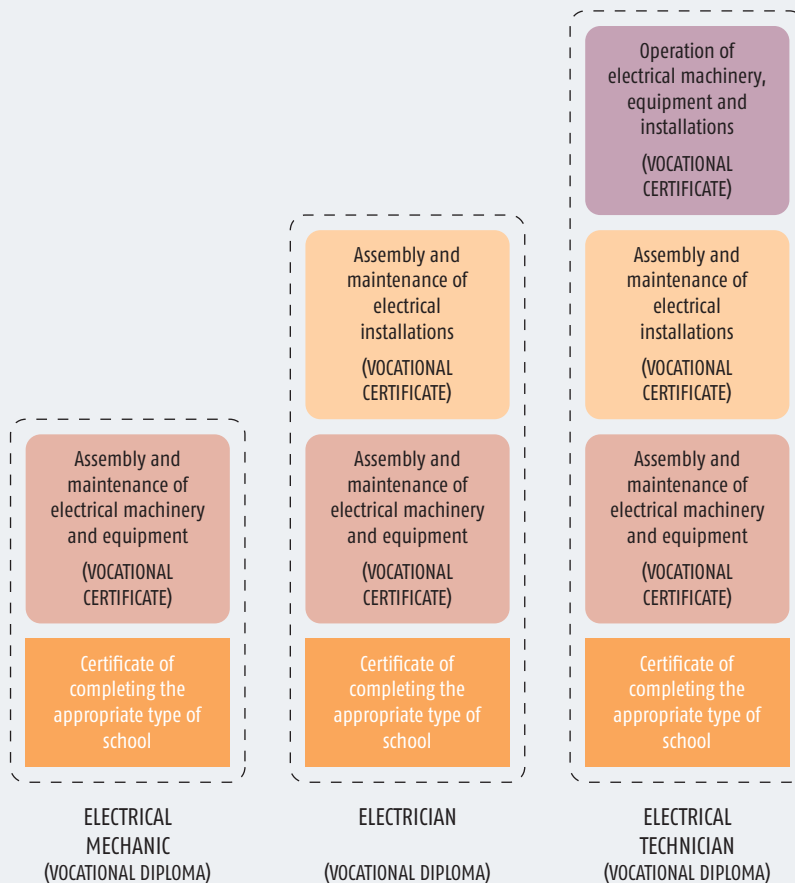 Operation of
electrical machinery,
equipment and
installations
(VOCATIONAL
CERTIFICATE)
Assembly and
maintenance of
electrical
installations
(VOCATIONAL
CERTIFICATE)
Assembly and
maintenance of
electrical
installations
(VOCATIONAL
CERTIFICATE)
Assembly and
maintenance of
electrical machinery
and equipment
(VOCATIONAL
CERTIFICATE)
Assembly and
maintenance of
electrical machinery
and equipment
(VOCATIONAL
CERTIFICATE)
Assembly and
maintenance of
electrical machinery
and equipment
(VOCATIONAL
CERTIFICATE)
Certificate of
completing the
appropriate type of
school
Certificate of
completing the
appropriate type of
school
Certificate of
completing the
appropriate type of
school
ELECTRICAL
MECHANIC
(VOCATIONAL DIPLOMA)
ELECTRICIAN
(VOCATIONAL DIPLOMA)
ELECTRICAL
TECHNICIAN
(VOCATIONAL DIPLOMA)